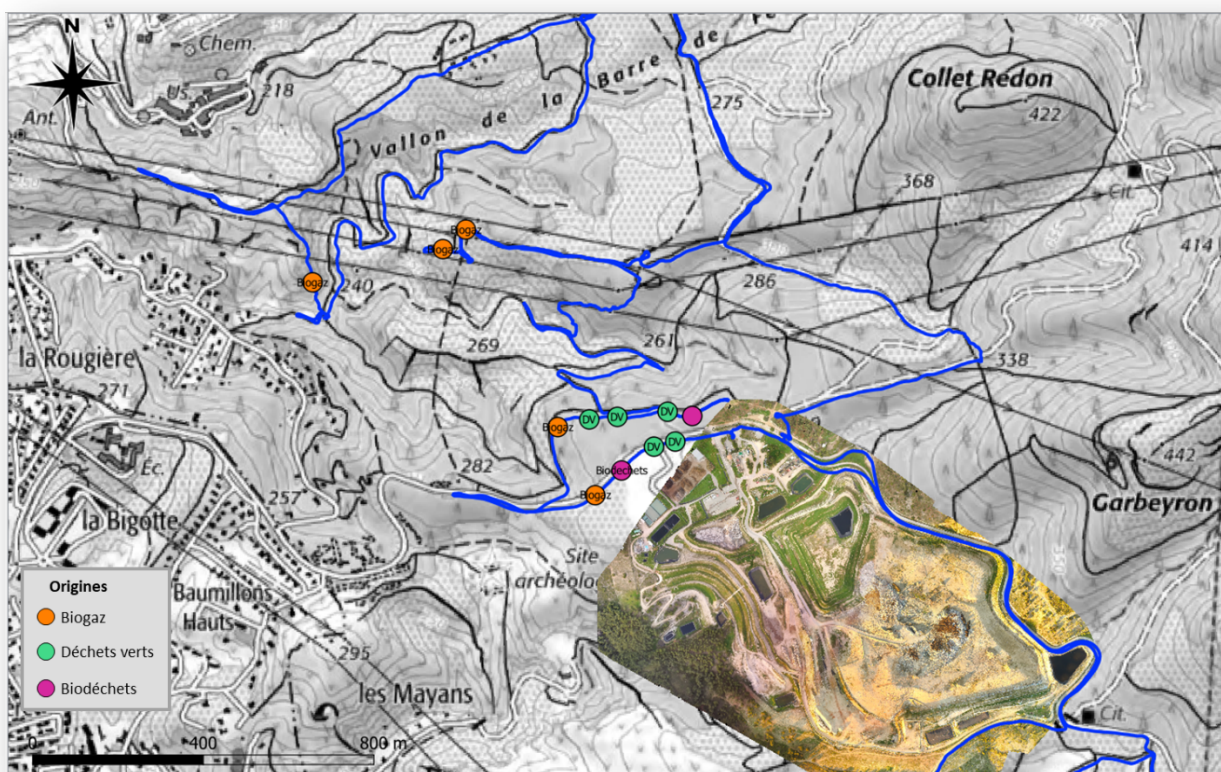 N
Chem.
Us.
218
Ant.
Vallon de la Barre de
275
Collet Redon
422
Cit.
368
414
Biogaz
Biogaz
Biogaz
240
286
269
261
338
la Rougière
271
Biogaz
DV
DV
DV
DV
DV
Biodechets
Biogaz
282
442
Garbeyron
Éc.
257
la Bigotte
350
Site
archéolo
Origines
Biogaz
Déchets verts
Biodéchets
Baumillons
Hauts
295
les Mayans
Cit.
0
400
800 m